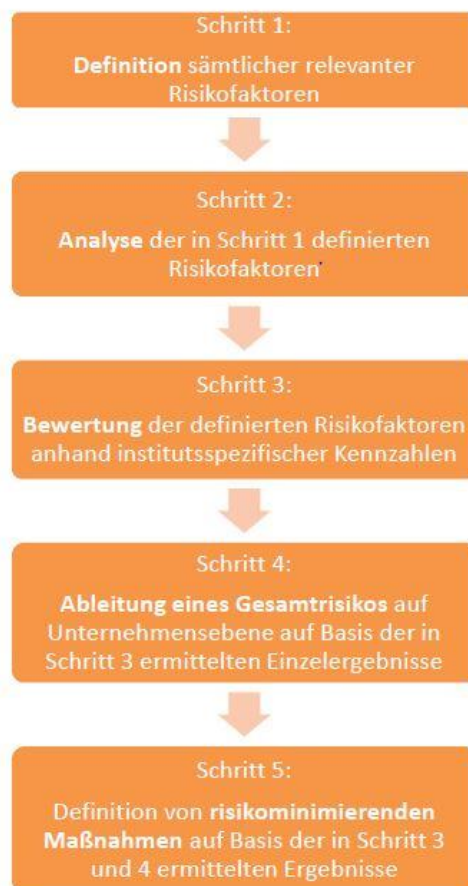 Schritt 1:
Definition sämtlicher relevanter
Risikofaktoren
Schritt 2:
Analyse der in Schritt 1 definierten
Risikofaktoren
Schritt 3:
Bewertung der definierten Risikofaktoren
anhand institutsspezifischer Kennzahlen
Schritt 4:
Ableitung eines Gesamtrisikos auf
Unternehmensebene auf Basis der in
Schritt 3 ermittelten Einzelergebnisse
Schritt 5:
Definition von risikominimierenden
Maßnahmen auf Basis der in Schritt 3
und 4 ermittelten Ergebnisse